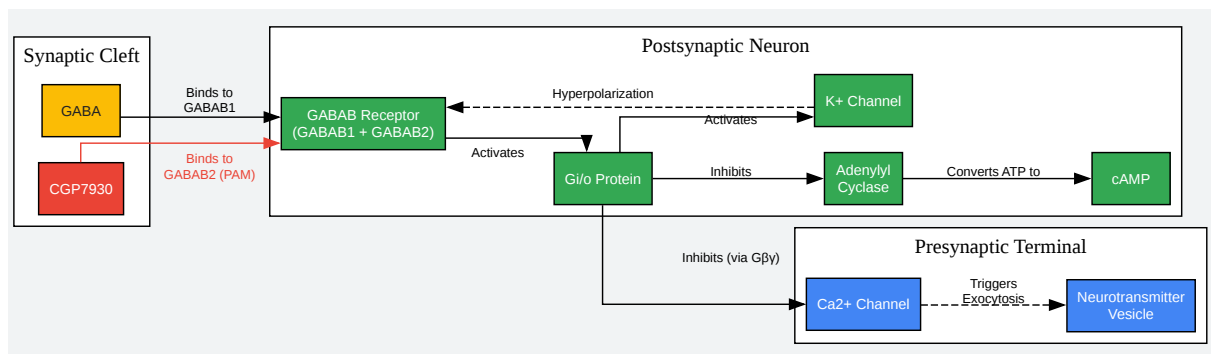 Synaptic Cleft
GABA
CGP7930
Binds to
GABAB1
Binds to
GABAB2 (PAM)
Postsynaptic Neuron
GABAB Receptor
(GABAB1 + GABAB2)
Hyperpolarization
K+ Channel
Activates
Activates
Gi/o Protein
Inhibits
Adenylyl
Cyclase
Converts ATP to
cAMP
Inhibits (via Gβγ)
Presynaptic Terminal
Ca2+ Channel
Triggers
Exocytosis
Neurotransmitter
Vesicle